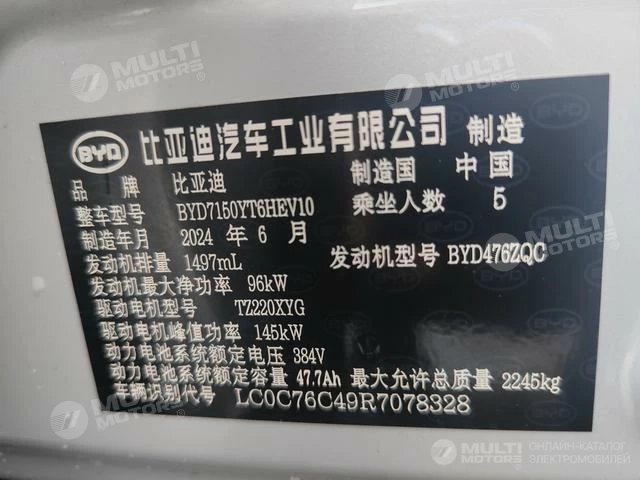 MULTI MOTORS
MULTI MOTORS
BYD 比亚迪汽车工业有限公司 制造
品牌 比亚迪 制造国 中国
整车型号 BYD7150YT6HEV10 乘坐人数 5
制造年月 2024 年 6 月
发动机排量 1497mL 发动机型号 BYD476ZQC
发动机最大净功率 96kW
驱动电机型号 TZ220XYG
驱动电机峰值功率 145kW
动力电池系统额定电压 384V
动力电池系统额定容量 47.7Ah 最大允许总质量 2245kg
车辆识别代号 LC0C76C49R7078328
MULTI MOTORS
MULTI MOTORS
ОНЛАЙН-КАТАЛОГ
ЭЛЕКТРОМОБИЛЕЙ